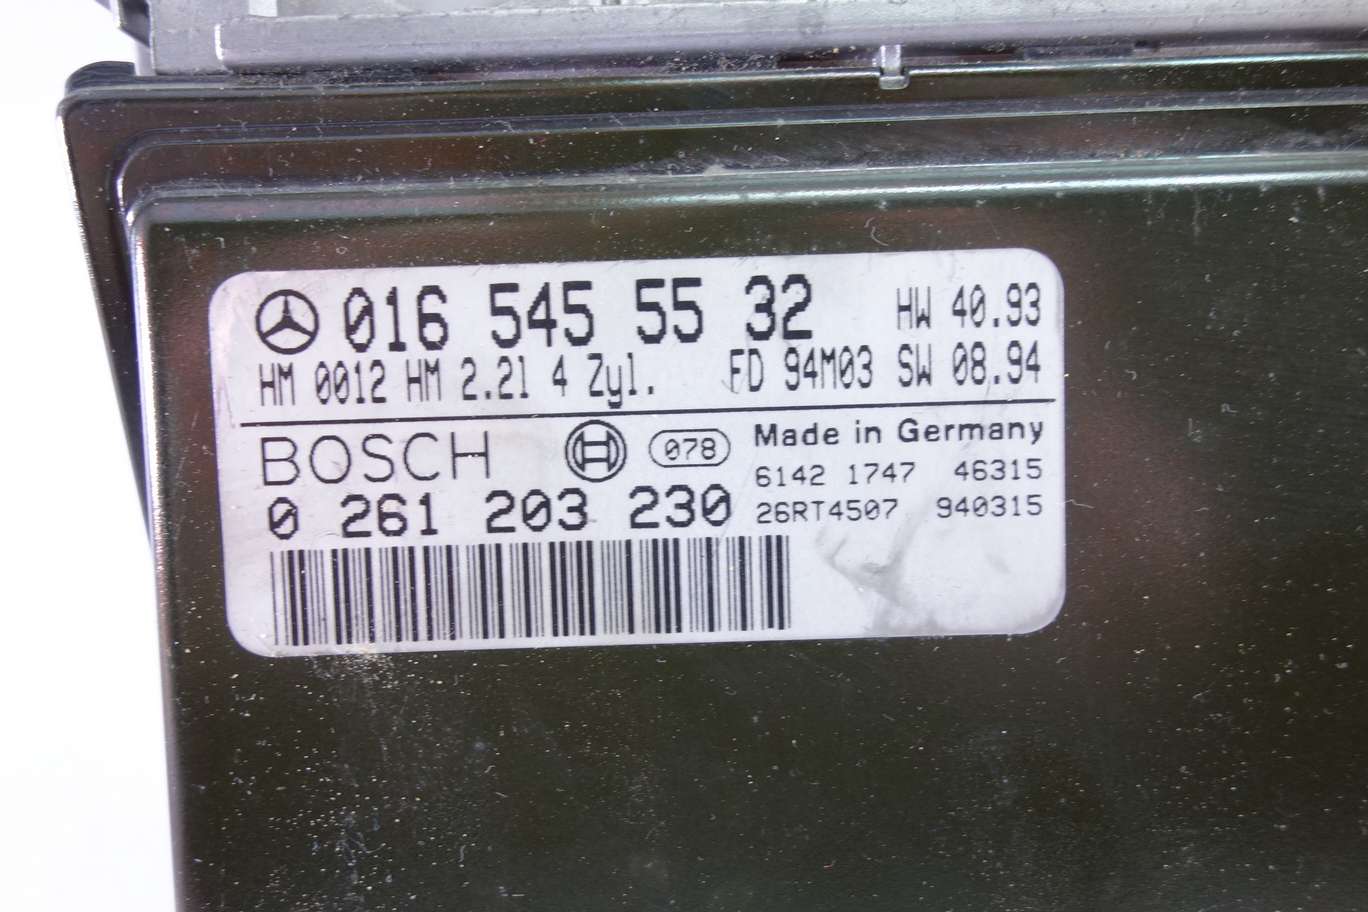 016 545 55 32 HW 40.93
HM 0012 HM 2.2l 4 Zyl. FD 94M03 SW 08.94
BOSCH 078 Made in Germany
6142 1747 46315
0 261 203 230 26RT4507 940315